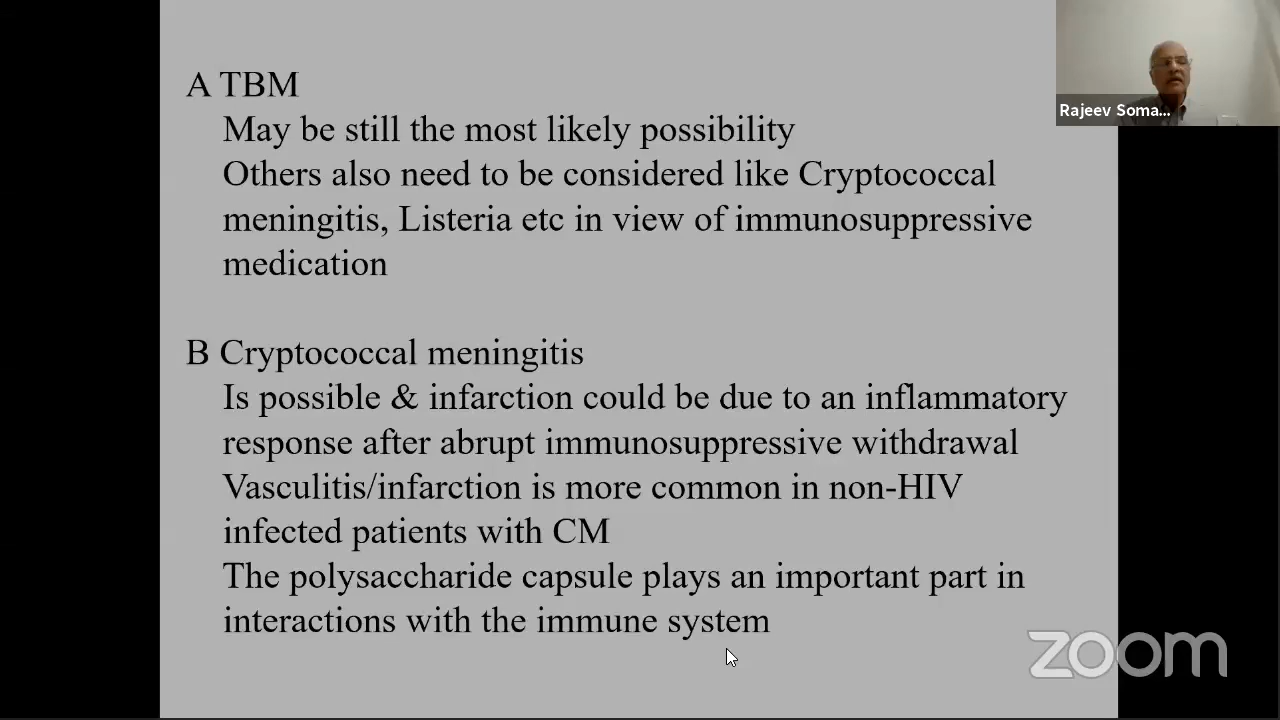 A TBM
May be still the most likely possibility
Others also need to be considered like Cryptococcal
meningitis, Listeria etc in view of immunosuppressive
medication
B Cryptococcal meningitis
Is possible & infarction could be due to an inflammatory
response after abrupt immunosuppressive withdrawal
Vasculitis/infarction is more common in non-HIV
infected patients with CM
The polysaccharide capsule plays an important part in
interactions with the immune system
Rajeev Soma...
zoom